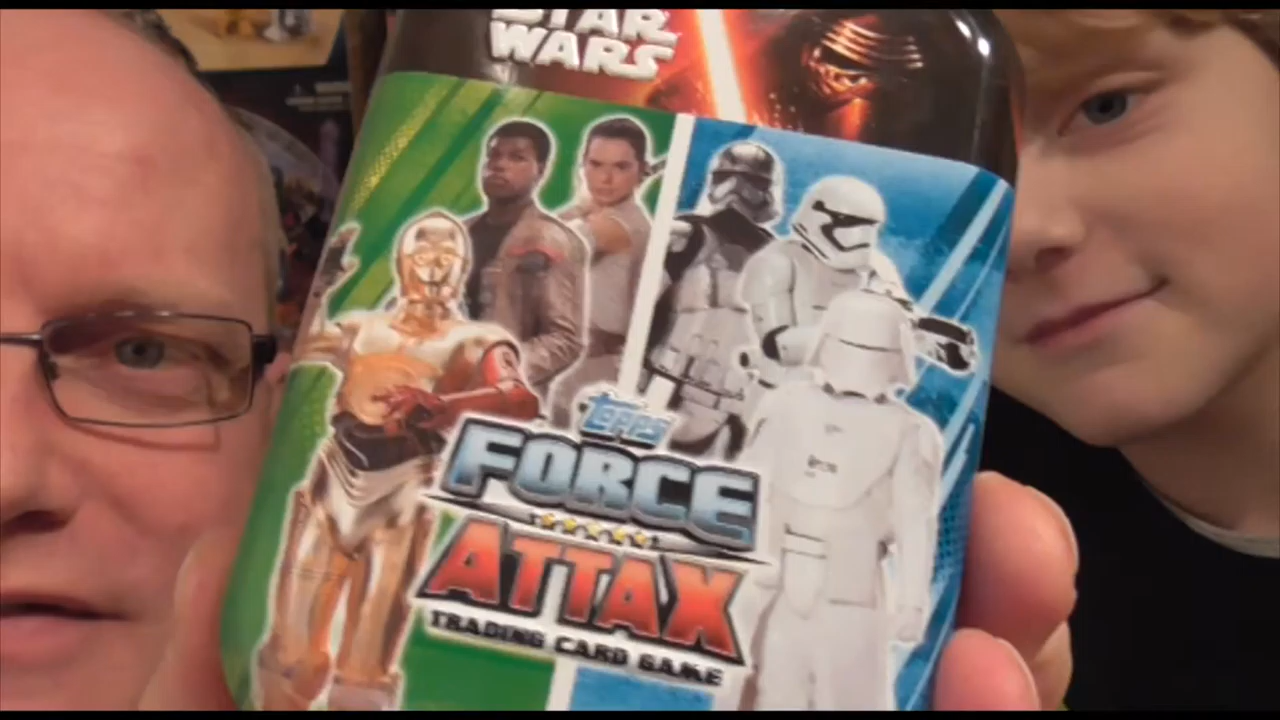 STAR
WARS
TOPPS
FORCE
ATTAX
TRADING CARD GAME